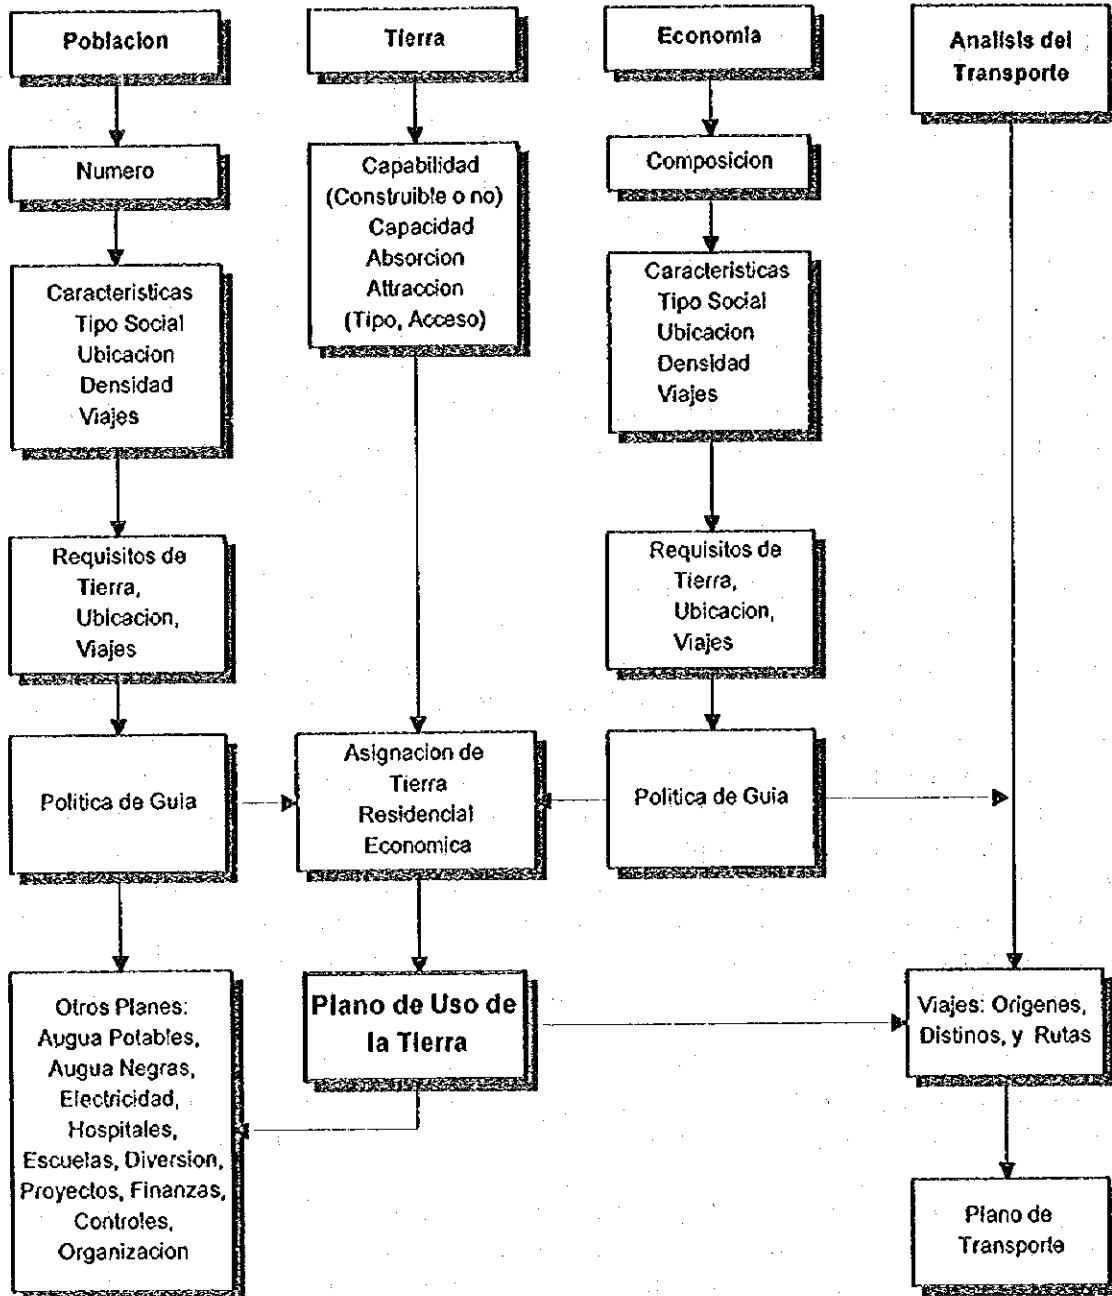 Poblacion
Numero
Caracteristicas
Tipo Social
Ubicacion
Densidad
Viajes
Requisitos de
Tierra,
Ubicacion,
Viajes
Politica de Guia
Otros Planes:
Augua Potables,
Augua Negras,
Electricidad,
Hospitales,
Escuelas, Diversion,
Proyectos, Finanzas,
Controles,
Organizacion
Tierra
Capabilidad
(Construible o no)
Capacidad
Absorcion
Attraccion
(Tipo, Acceso)
Asignacion de
Tierra
Residencial
Economica
Plano de Uso de
la Tierra
Economia
Composicion
Caracteristicas
Tipo Social
Ubicacion
Densidad
Viajes
Requisitos de
Tierra,
Ubicacion,
Viajes
Politica de Guia
Analisis del
Transporte
Viajes: Origenes,
Distinos, y Rutas
Plano de
Transporte